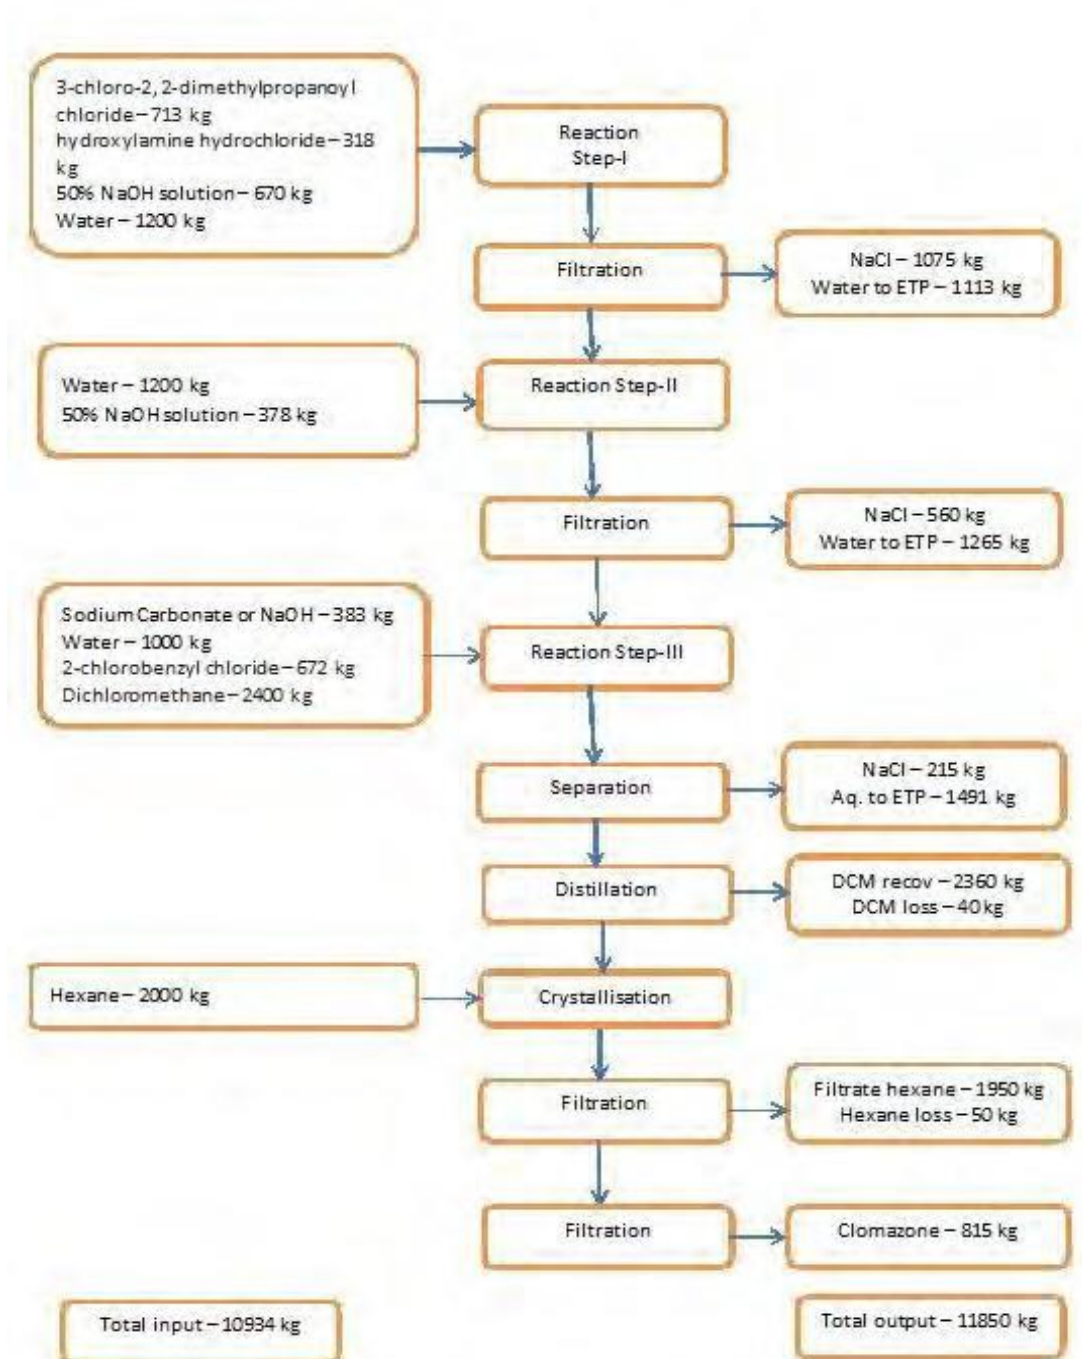 3-chloro-2, 2-dimethylpropanoyl
chloride – 713 kg
hydroxylamine hydrochloride – 318
kg
50% NaOH solution – 670 kg
Water – 1200 kg
Reaction
Step-I
Filtration
NaCl – 1075 kg
Water to ETP – 1113 kg
Water – 1200 kg
50% NaOH solution – 378 kg
Reaction Step-II
Filtration
NaCl – 560 kg
Water to ETP – 1265 kg
Sodium Carbonate or NaOH – 383 kg
Water – 1000 kg
2-chlorobenzyl chloride – 672 kg
Dichloromethane – 2400 kg
Reaction Step-III
Separation
NaCl – 215 kg
Aq. to ETP – 1491 kg
Distillation
DCM recov – 2360 kg
DCM loss – 40 kg
Hexane – 2000 kg
Crystallisation
Filtration
Filtrate hexane – 1950 kg
Hexane loss – 50 kg
Filtration
Clomazone – 815 kg
Total input – 10934 kg
Total output – 11850 kg